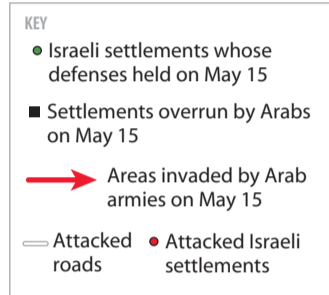 KEY
Israeli settlements whose
defenses held on May 15
Settlements overrun by Arabs
on May 15
Areas invaded by Arab
armies on May 15
Attacked
roads
Attacked Israeli
settlements